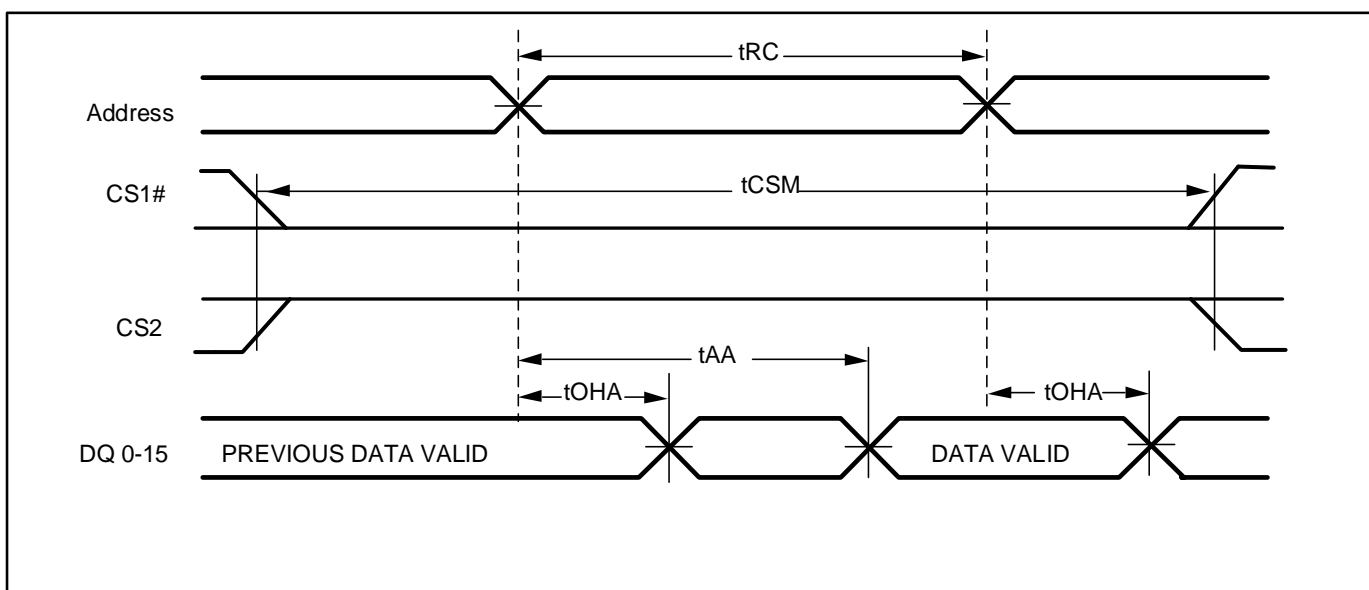 tRC
Address
CS1#
tCSM
CS2
tAA
tOHA
tOHA
DQ 0-15
PREVIOUS DATA VALID
DATA VALID